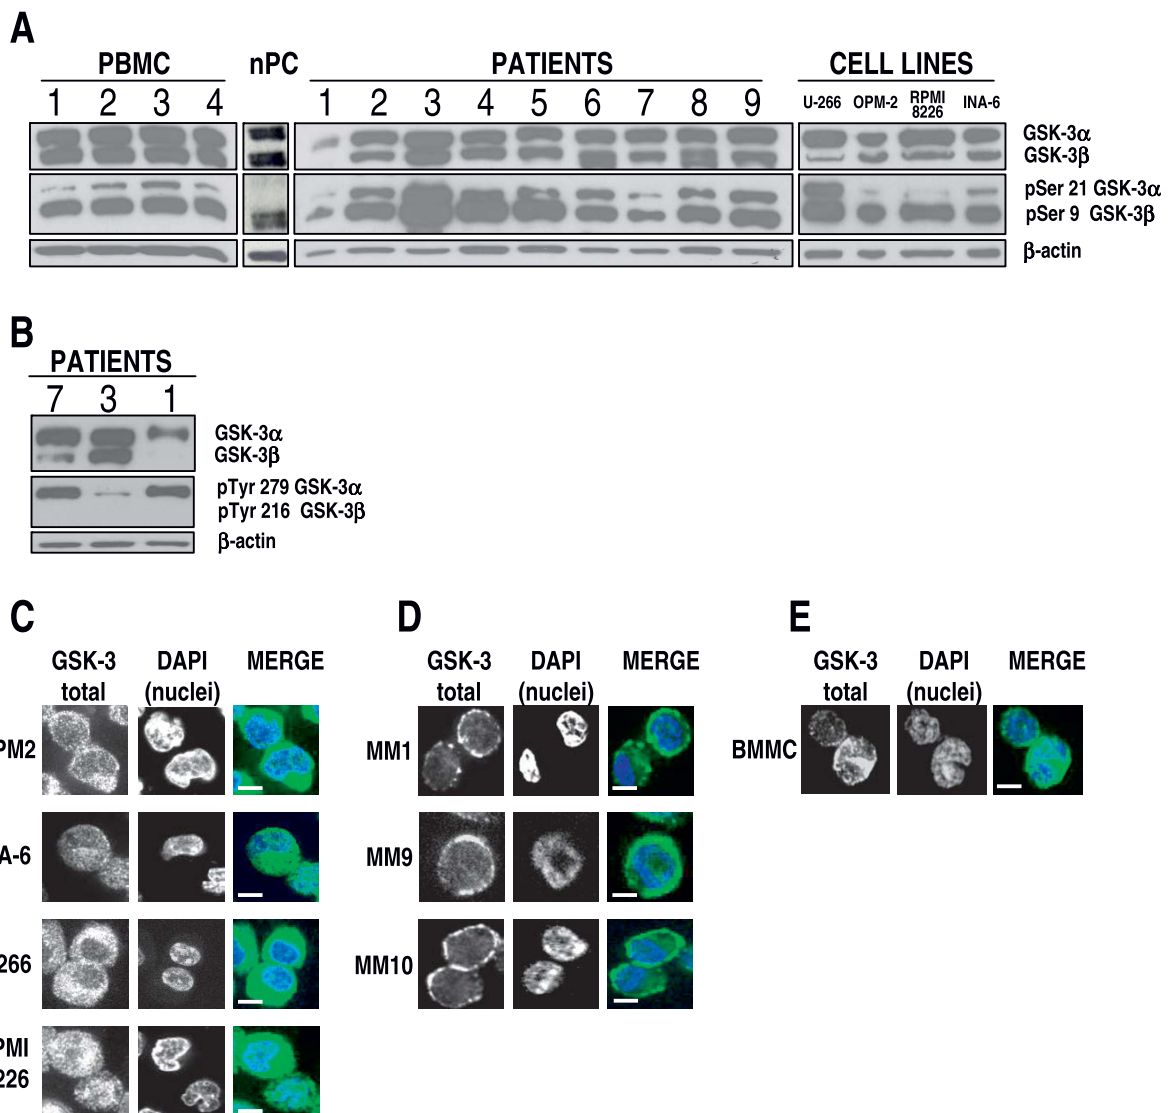 A
PBMC nPC PATIENTS CELL LINES
1 2 3 4 1 2 3 4 5 6 7 8 9 U-266 OPM-2 RPMI 8226 INA-6
GSK-3α
GSK-3β
pSer 21 GSK-3α
pSer 9 GSK-3β
β-actin
B
PATIENTS
7 3 1
GSK-3α
GSK-3β
pTyr 279 GSK-3α
pTyr 216 GSK-3β
β-actin
C
GSK-3 total DAPI (nuclei) MERGE
PM2
A-6
266
PMI
226
D
GSK-3 total DAPI (nuclei) MERGE
MM1
MM9
MM10
E
GSK-3 total DAPI (nuclei) MERGE
BMMC